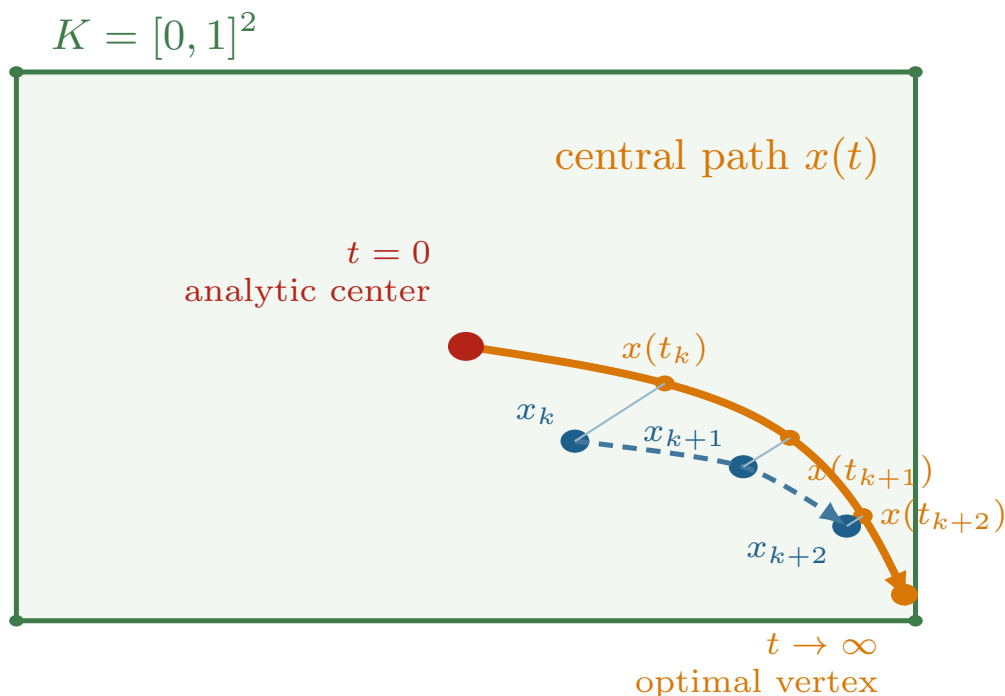 K = [0, 1]²
central path x(t)
t = 0
analytic center
x(t_k)
x_k
x_{k+1}
x(t_{k+1})
x(t_{k+2})
x_{k+2}
t → ∞
optimal vertex